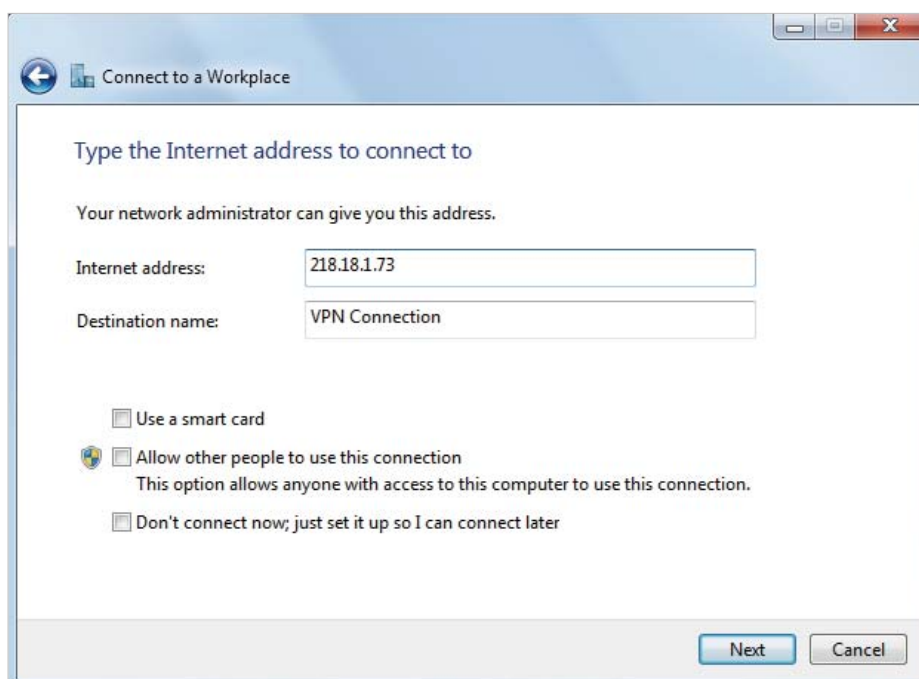 Connect to a Workplace
Type the Internet address to connect to
Your network administrator can give you this address.
Internet address: 218.18.1.73
Destination name: VPN Connection
Use a smart card
Allow other people to use this connection
This option allows anyone with access to this computer to use this connection.
Don't connect now; just set it up so I can connect later
Next Cancel